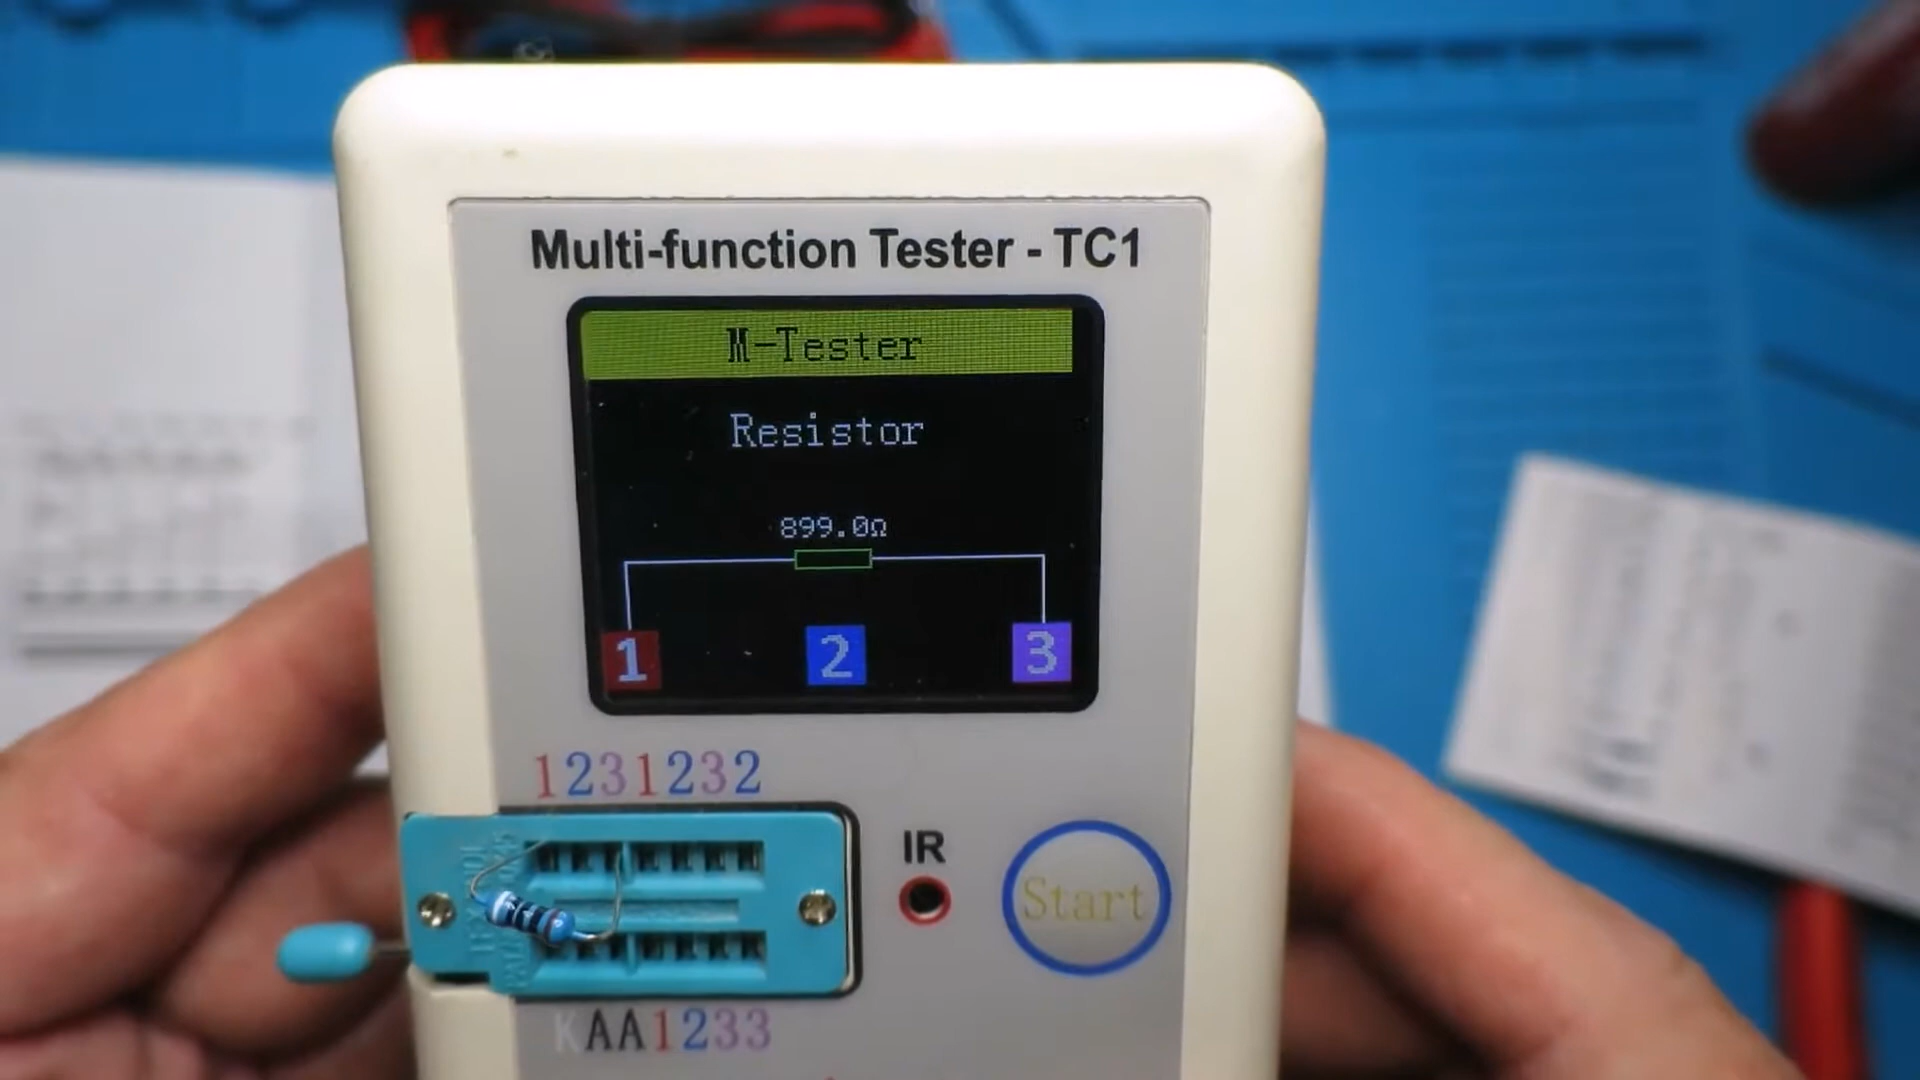 Multi-function Tester - TC1
M-Tester
Resistor
899.0Ω
1 2 3
1231232
IR
Start
KAA1233